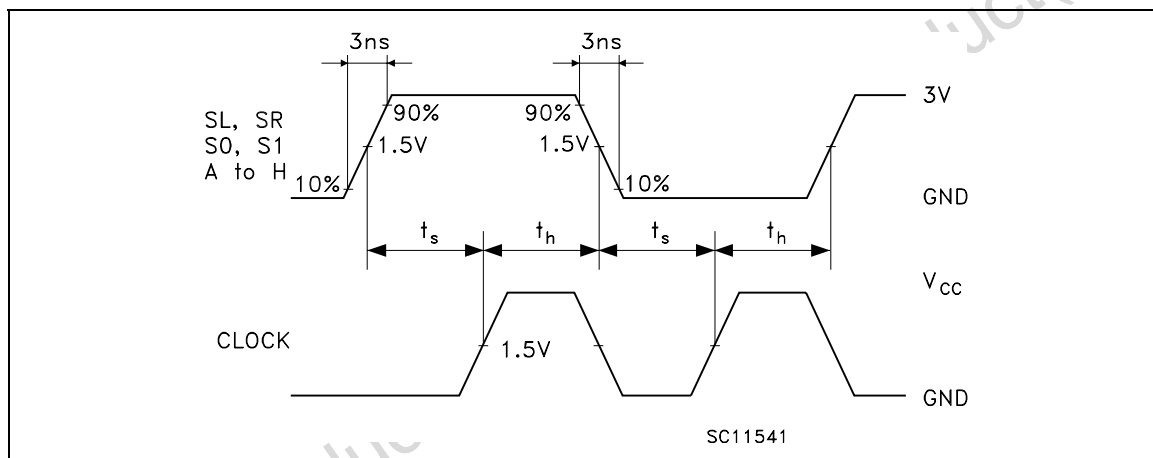 3ns 3ns
90% 90% 3V
SL, SR
S0, S1 1.5V 1.5V
A to H
10% 10%
GND
ts th ts th
VCC
CLOCK 1.5V
GND
SC11541